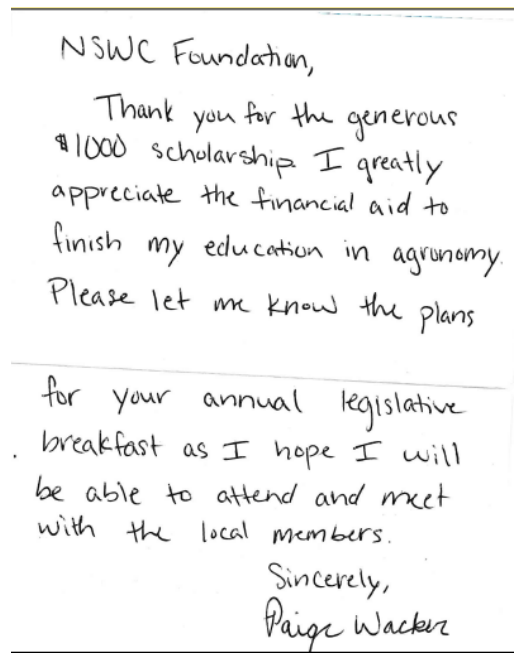 NSWC Foundation,
Thank you for the generous
$1000 scholarship. I greatly
appreciate the financial aid to
finish my education in agronomy.
Please let me know the plans
for your annual legislative
breakfast as I hope I will
be able to attend and meet
with the local members.
Sincerely,
Paige Wacker